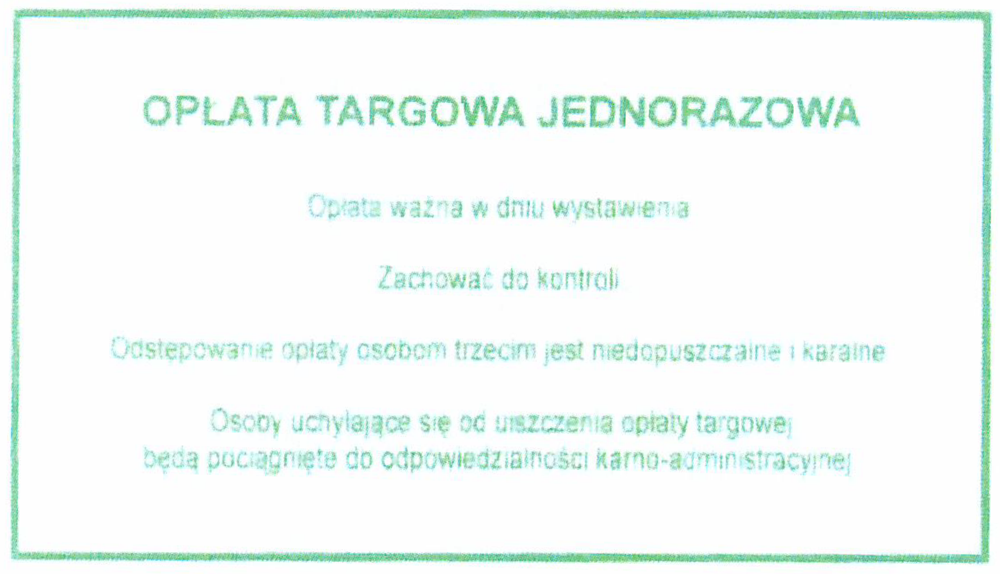 OPŁATA TARGOWA JEDNORAZOWA
Opłata ważna w dniu wystawienia
Zachować do kontroli
Odstępowanie opłaty osobom trzecim jest niedopuszczalne i karalne
Osoby uchylające się od uiszczenia opłaty targowej
będą pociągnięte do odpowiedzialności karno-administracyjnej